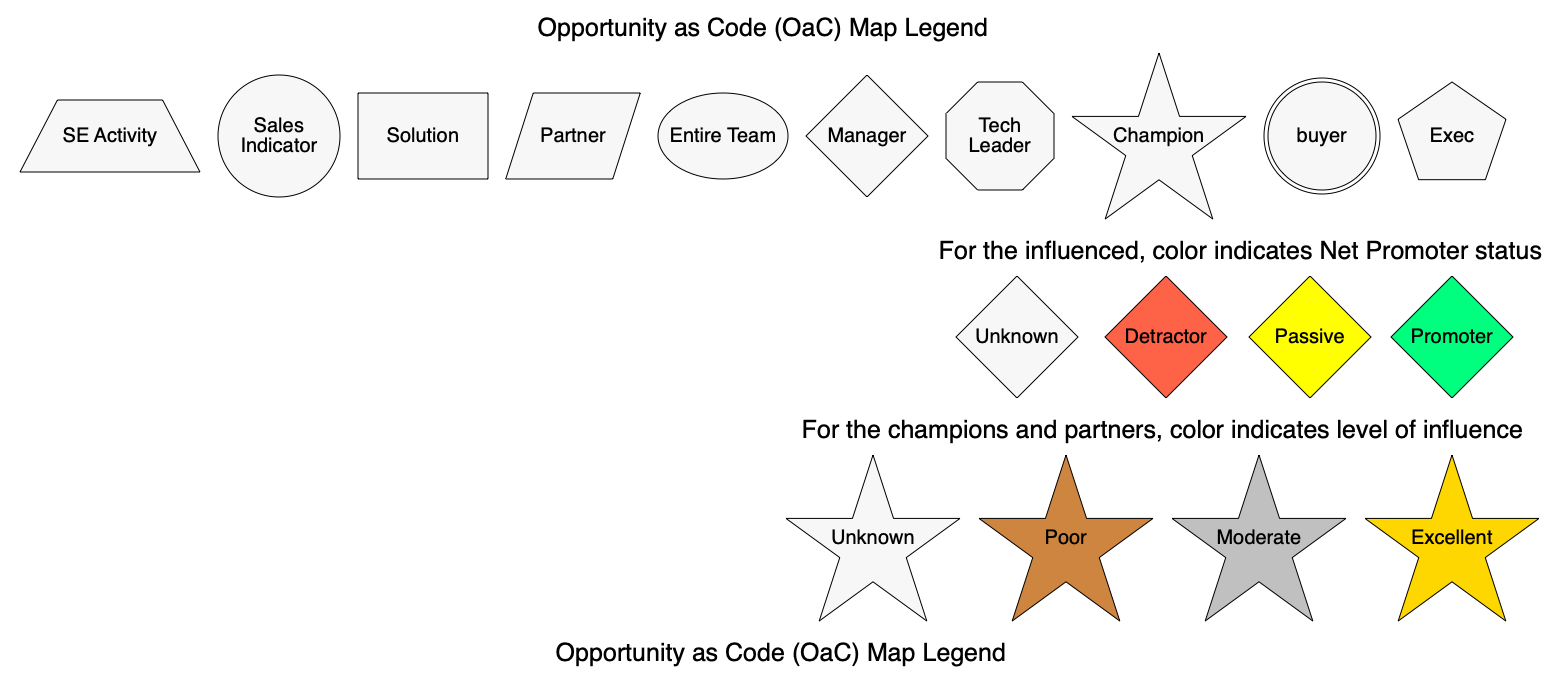 Opportunity as Code (OaC) Map Legend
SE Activity
Sales
Indicator
Solution
Partner
Entire Team
Manager
Tech
Leader
Champion
buyer
Exec
For the influenced, color indicates Net Promoter status
Unknown
Detractor
Passive
Promoter
For the champions and partners, color indicates level of influence
Unknown
Poor
Moderate
Excellent
Opportunity as Code (OaC) Map Legend